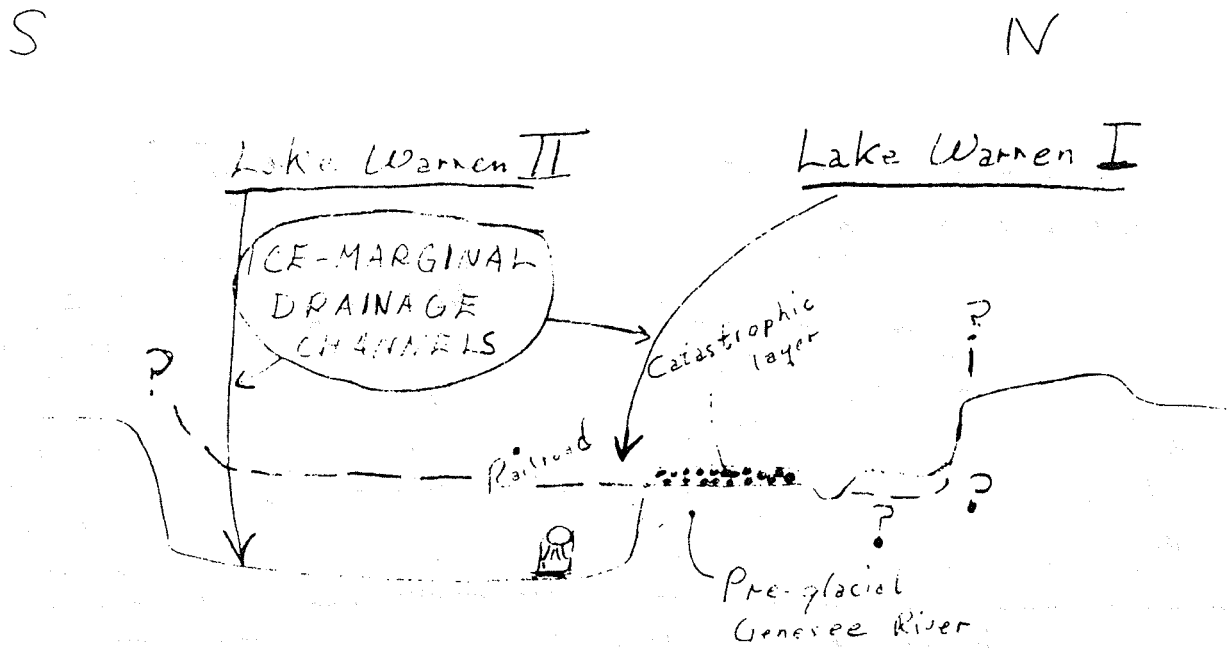 S
N
Lake Warren II
Lake Warren I
ICE-MARGINAL
DRAINAGE
CHANNELS
Catastrophic
layer
?
?
Railroad
?
?
Pre-glacial
Genesee River